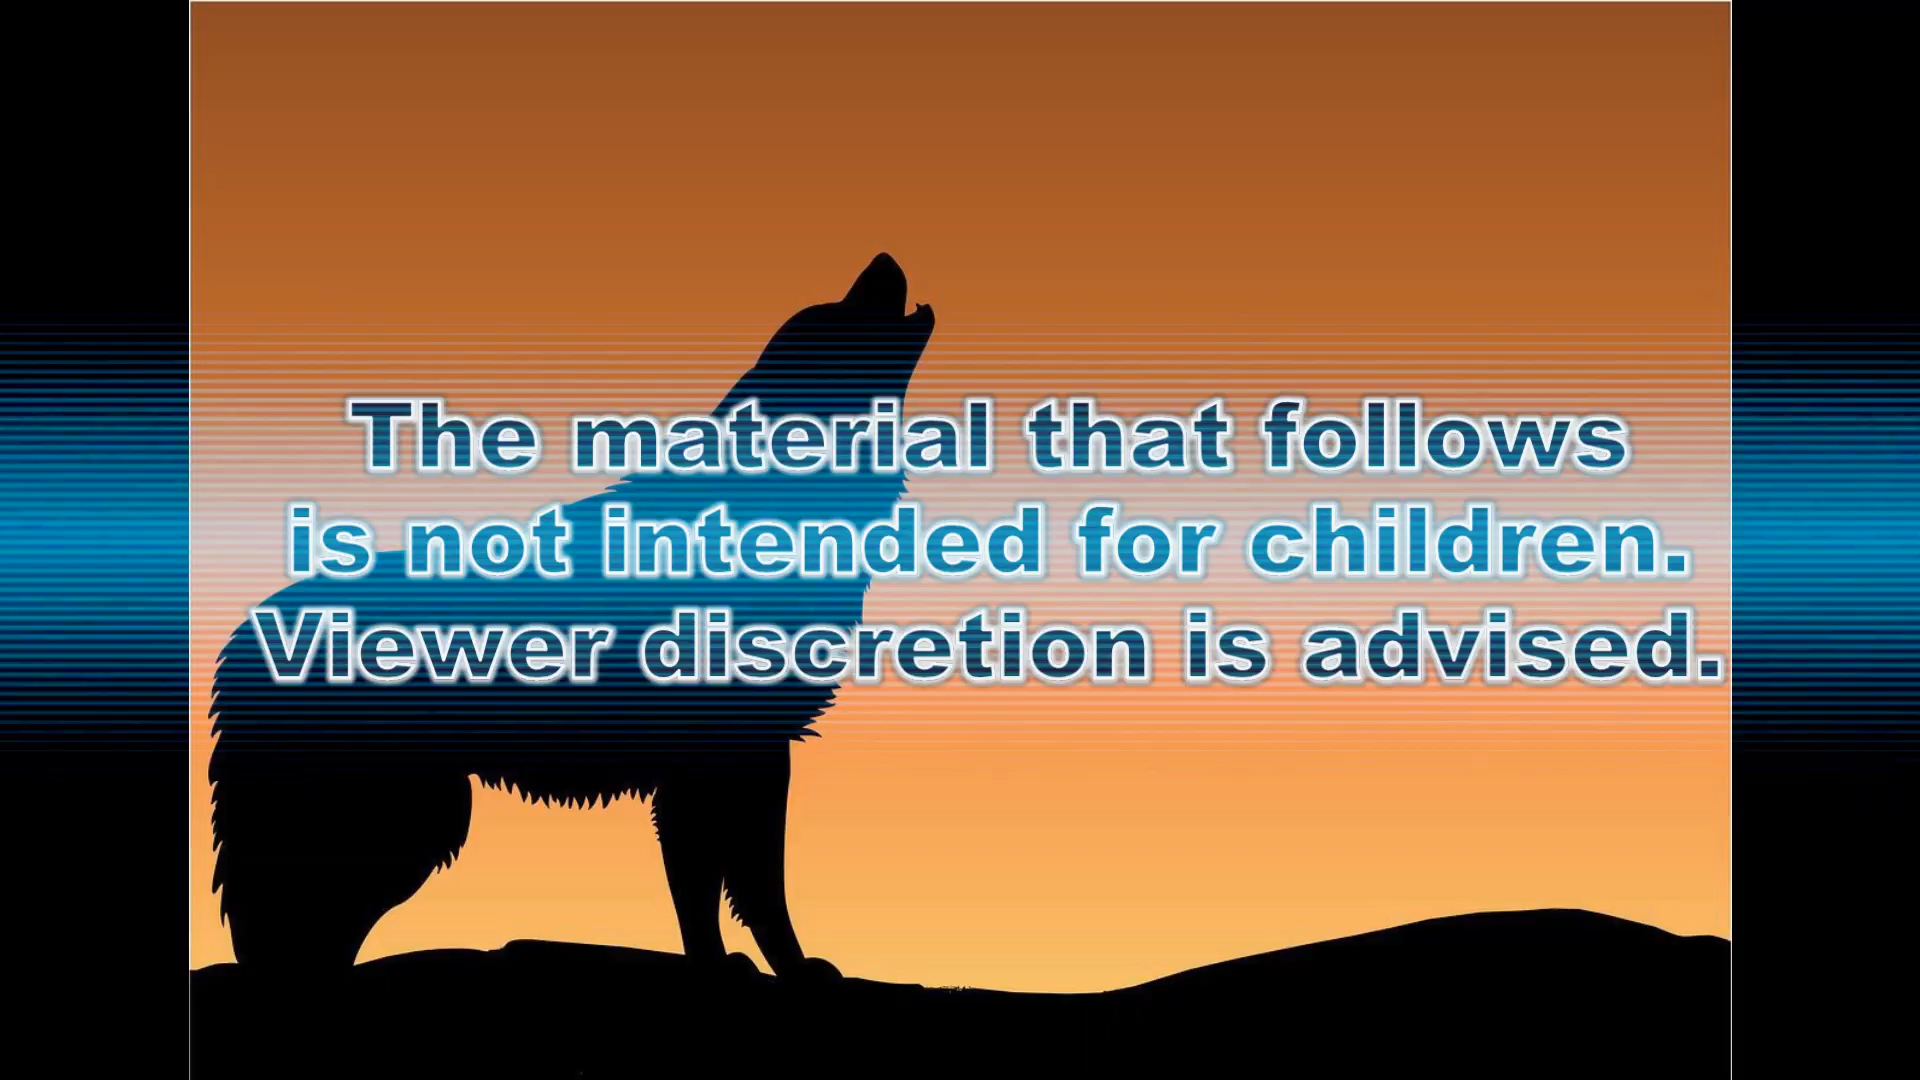 The material that follows
is not intended for children.
Viewer discretion is advised.